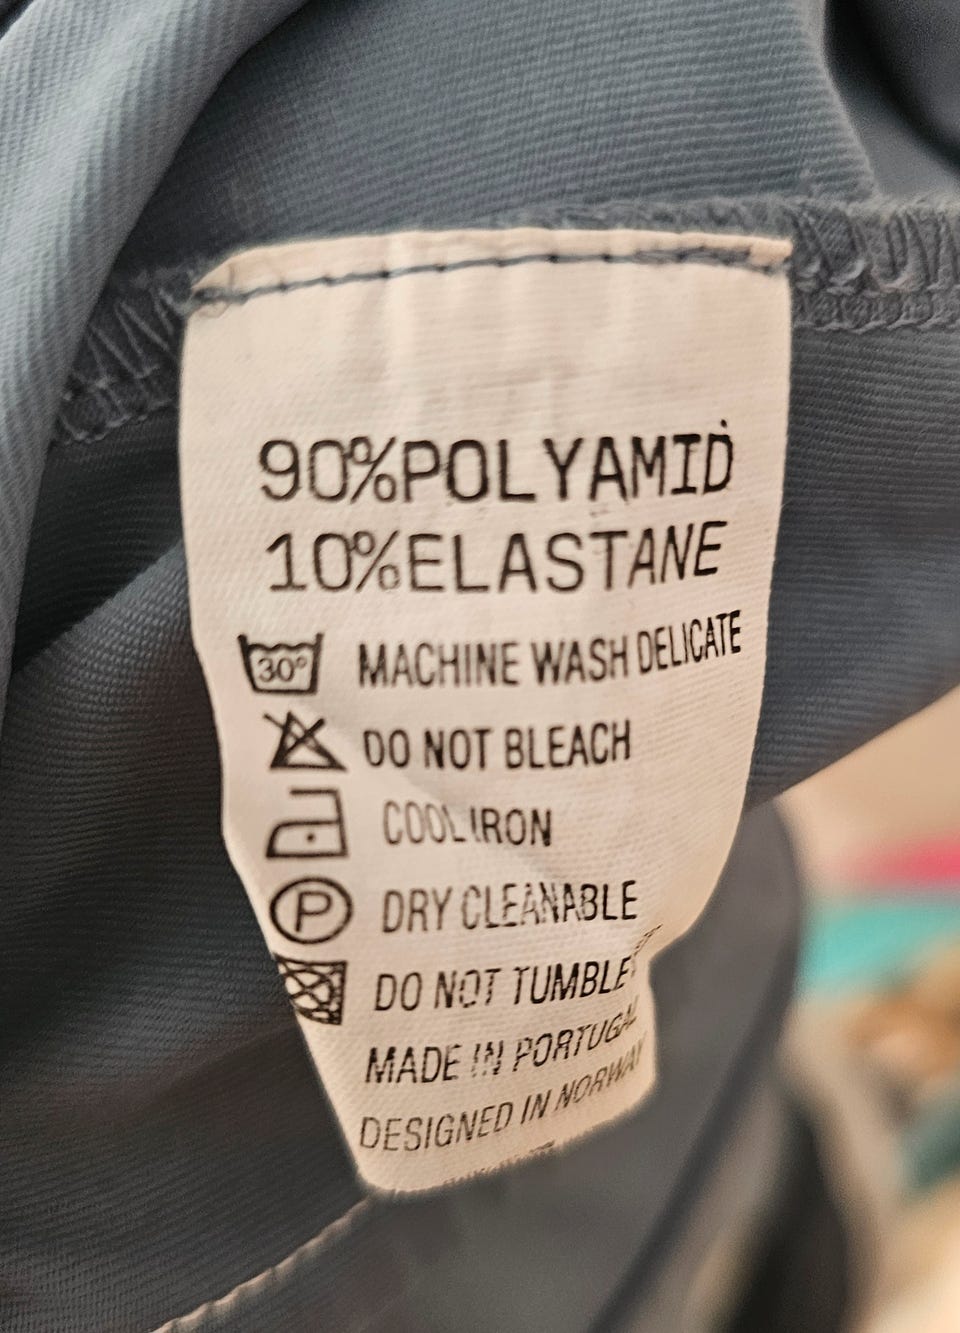 90%POLYAMID
10%ELASTANE
30° MACHINE WASH DELICATE
DO NOT BLEACH
COOL IRON
P DRY CLEANABLE
DO NOT TUMBLE
MADE IN PORTUGAL
DESIGNED IN NORWAY